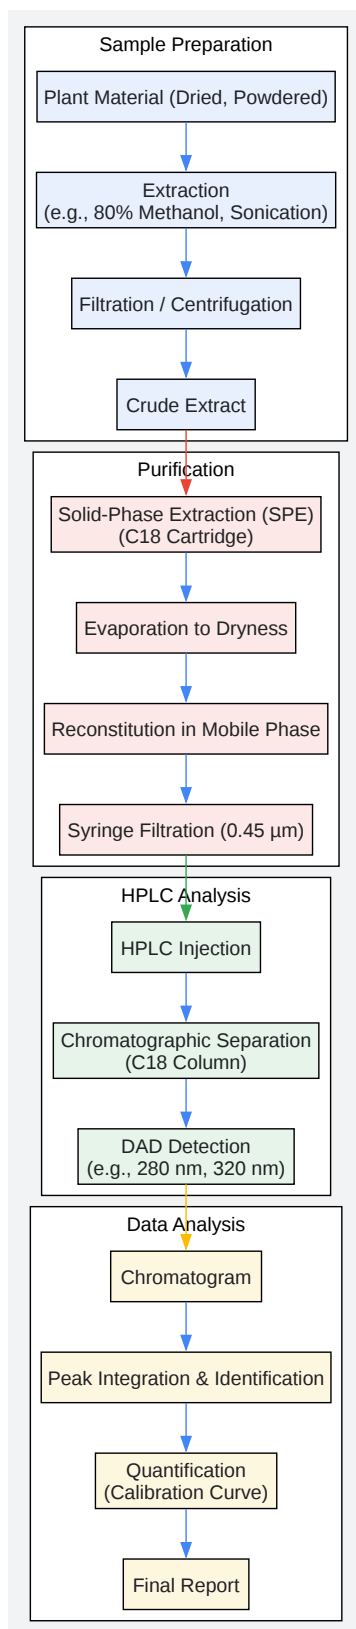 Sample Preparation
Plant Material (Dried, Powdered)
Extraction
(e.g., 80% Methanol, Sonication)
Filtration / Centrifugation
Crude Extract
Purification
Solid-Phase Extraction (SPE)
(C18 Cartridge)
Evaporation to Dryness
Reconstitution in Mobile Phase
Syringe Filtration (0.45 µm)
HPLC Analysis
HPLC Injection
Chromatographic Separation
(C18 Column)
DAD Detection
(e.g., 280 nm, 320 nm)
Data Analysis
Chromatogram
Peak Integration & Identification
Quantification
(Calibration Curve)
Final Report